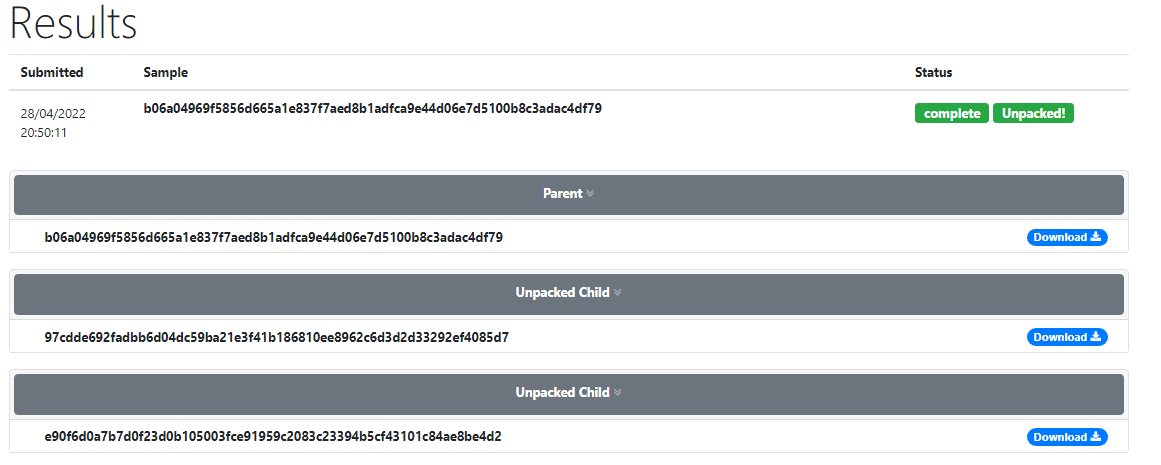 Results
Submitted Sample Status
28/04/2022
20:50:11
b06a04969f5856d665a1e837f7aed8b1adfca9e44d06e7d5100b8c3adac4df79
complete Unpacked!
Parent
b06a04969f5856d665a1e837f7aed8b1adfca9e44d06e7d5100b8c3adac4df79 Download
Unpacked Child
97cdde692fadbb6d04dc59ba21e3f41b186810ee8962c6d3d2d33292ef4085d7 Download
Unpacked Child
e90f6d0a7b7d0f23d0b105003fce91959c2083c23394b5cf43101c84ae8be4d2 Download